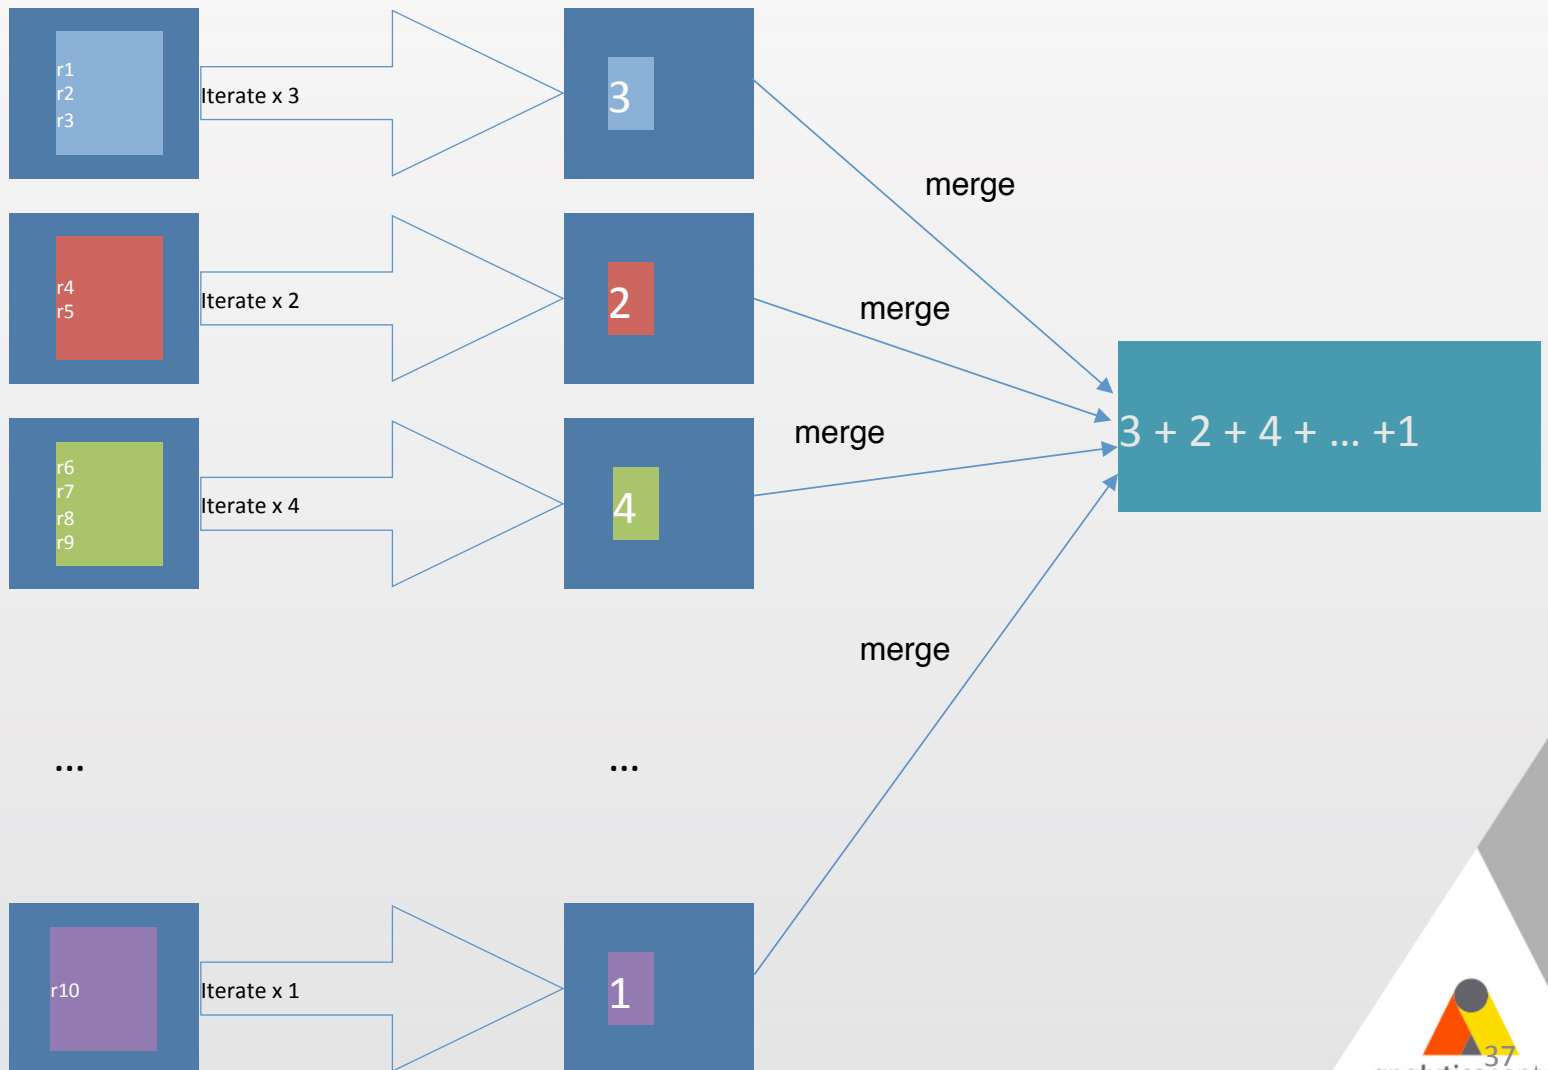 r1
r2
r3
Iterate x 3
3
merge
r4
r5
Iterate x 2
2
merge
r6
r7
r8
r9
Iterate x 4
4
merge
3 + 2 + 4 + ... +1
merge
...
...
r10
Iterate x 1
1
37